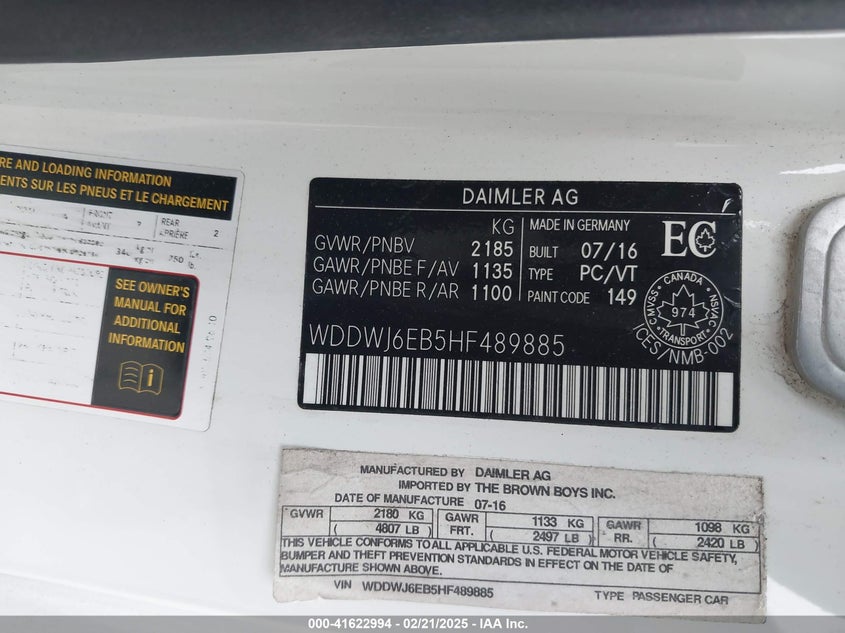 RE AND LOADING INFORMATION
ENTS SUR LES PNEUS ET LE CHARGEMENT
REAR
ARRIÈRE 2
SEE OWNER'S
MANUAL FOR
ADDITIONAL
INFORMATION
DAIMLER AG
KG
GVWR/PNBV 2185
GAWR/PNBE F/AV 1135
GAWR/PNBE R/AR 1100
MADE IN GERMANY
BUILT 07/16
TYPE PC/VT
PAINT CODE 149
EC
CANADA
CMVSS NSVAC
974
TRANSPORT
ICES/NMB-002
WDDWJ6EB5HF489885
MANUFACTURED BY DAIMLER AG
IMPORTED BY THE BROWN BOYS INC.
DATE OF MANUFACTURE 07-16
GVWR 2180 KG GAWR 1133 KG GAWR 1098 KG
( 4807 LB ) FRT. ( 2497 LB ) RR. ( 2420 LB )
THIS VEHICLE CONFORMS TO ALL APPLICABLE U.S. FEDERAL MOTOR VEHICLE SAFETY,
BUMPER AND THEFT PREVENTION STANDARDS IN EFFECT ON THE DATE OF
MANUFACTURE SHOWN ABOVE.
VIN WDDWJ6EB5HF489885 TYPE PASSENGER CAR
000-41622994 - 02/21/2025 - IAA Inc.